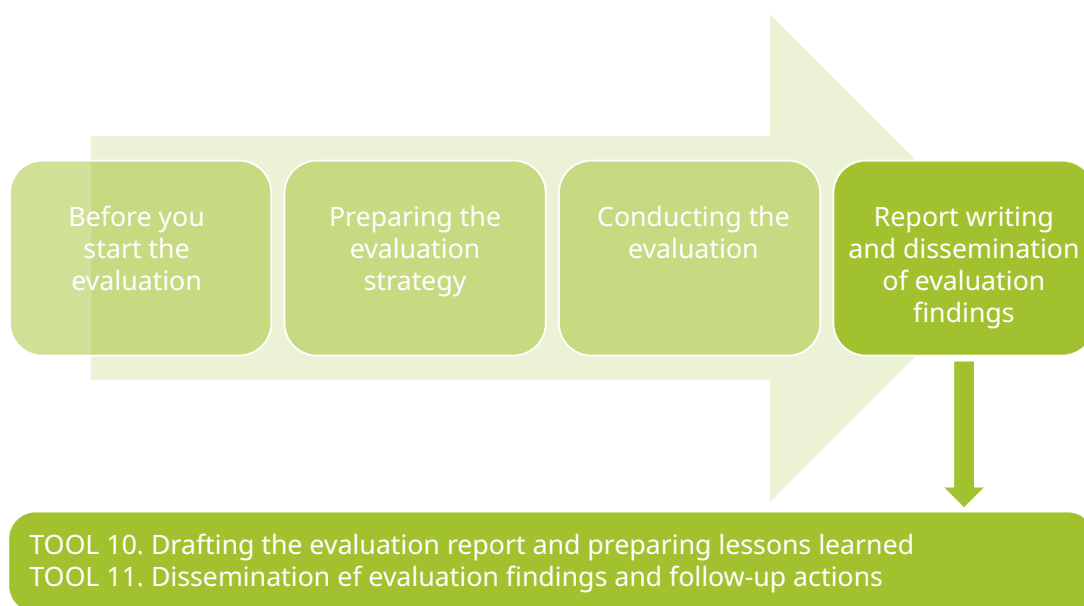 Before you
start the
evaluation
Preparing the
evaluation
strategy
Conducting the
evaluation
Report writing
and dissemination
of evaluation
findings
TOOL 10. Drafting the evaluation report and preparing lessons learned
TOOL 11. Dissemination ef evaluation findings and follow-up actions